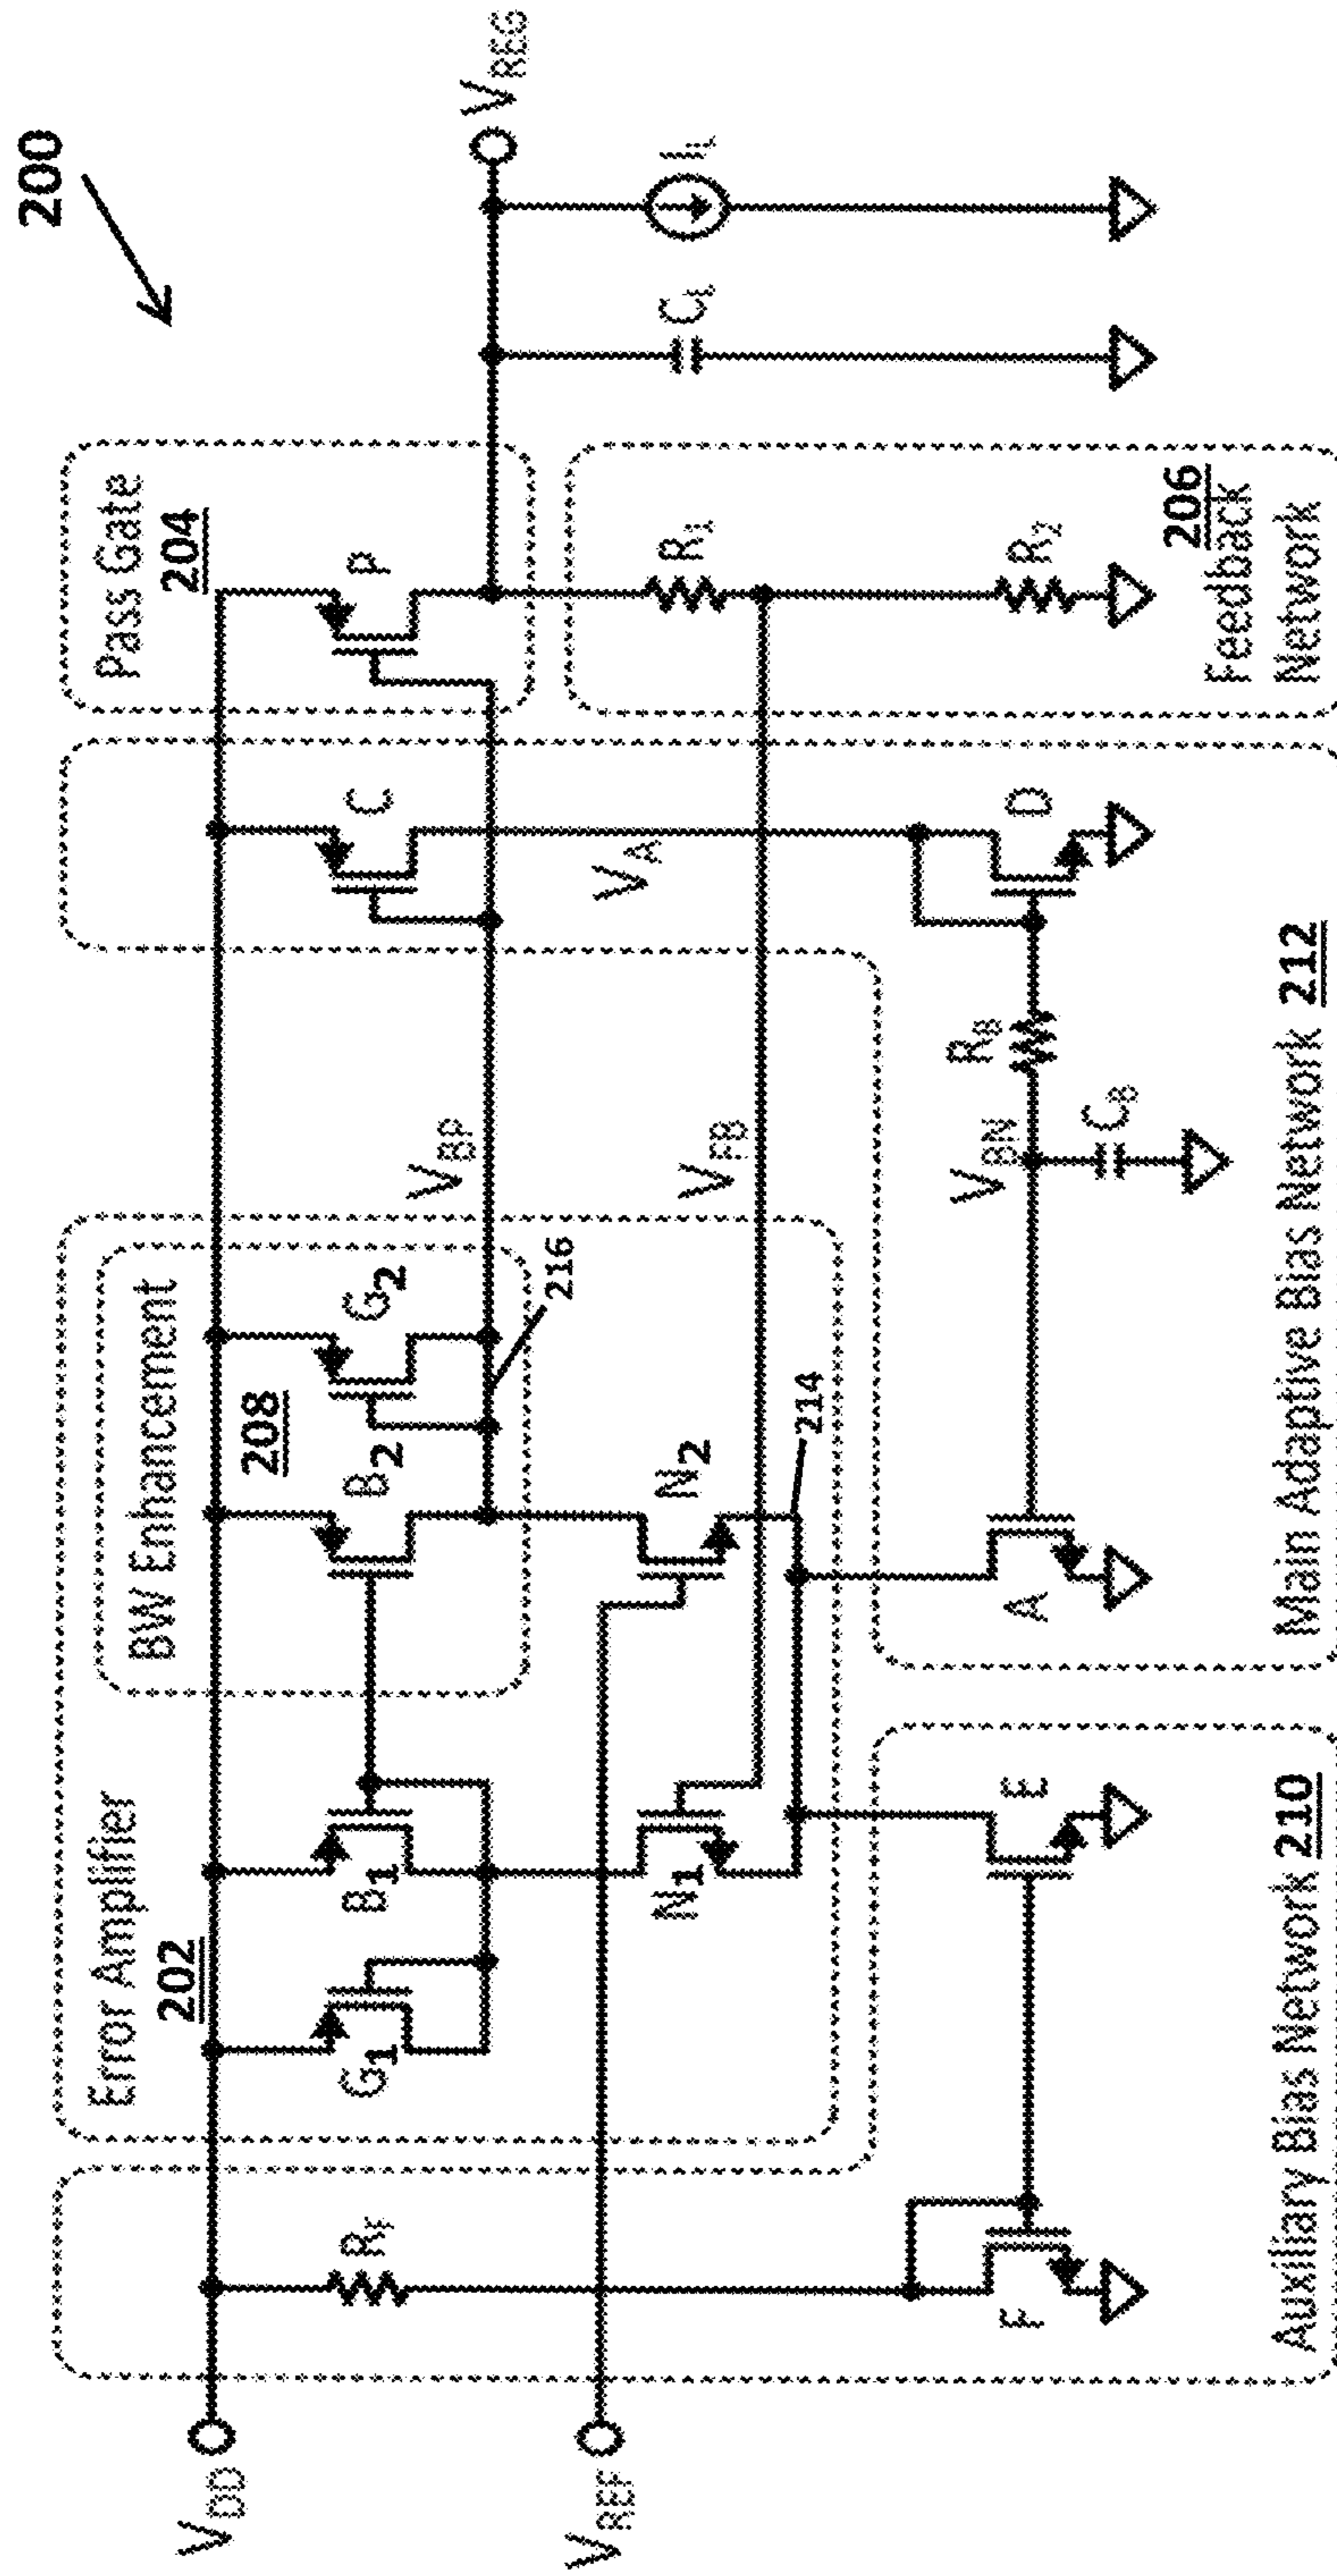 200
Pass Gate
204
P
V_REG
C
V_A
I_L
C_L
R_1
R_2
206
Feedback
Network
D
BW Enhancement
208
G_2
B_2
V_BP
216
V_FB
Error Amplifier
202
B_1
G_1
N_1
N_2
214
V_BN
R_B
C_B
A
Main Adaptive Bias Network 212
V_DD
V_REF
R_F
F
E
Auxiliary Bias Network 210